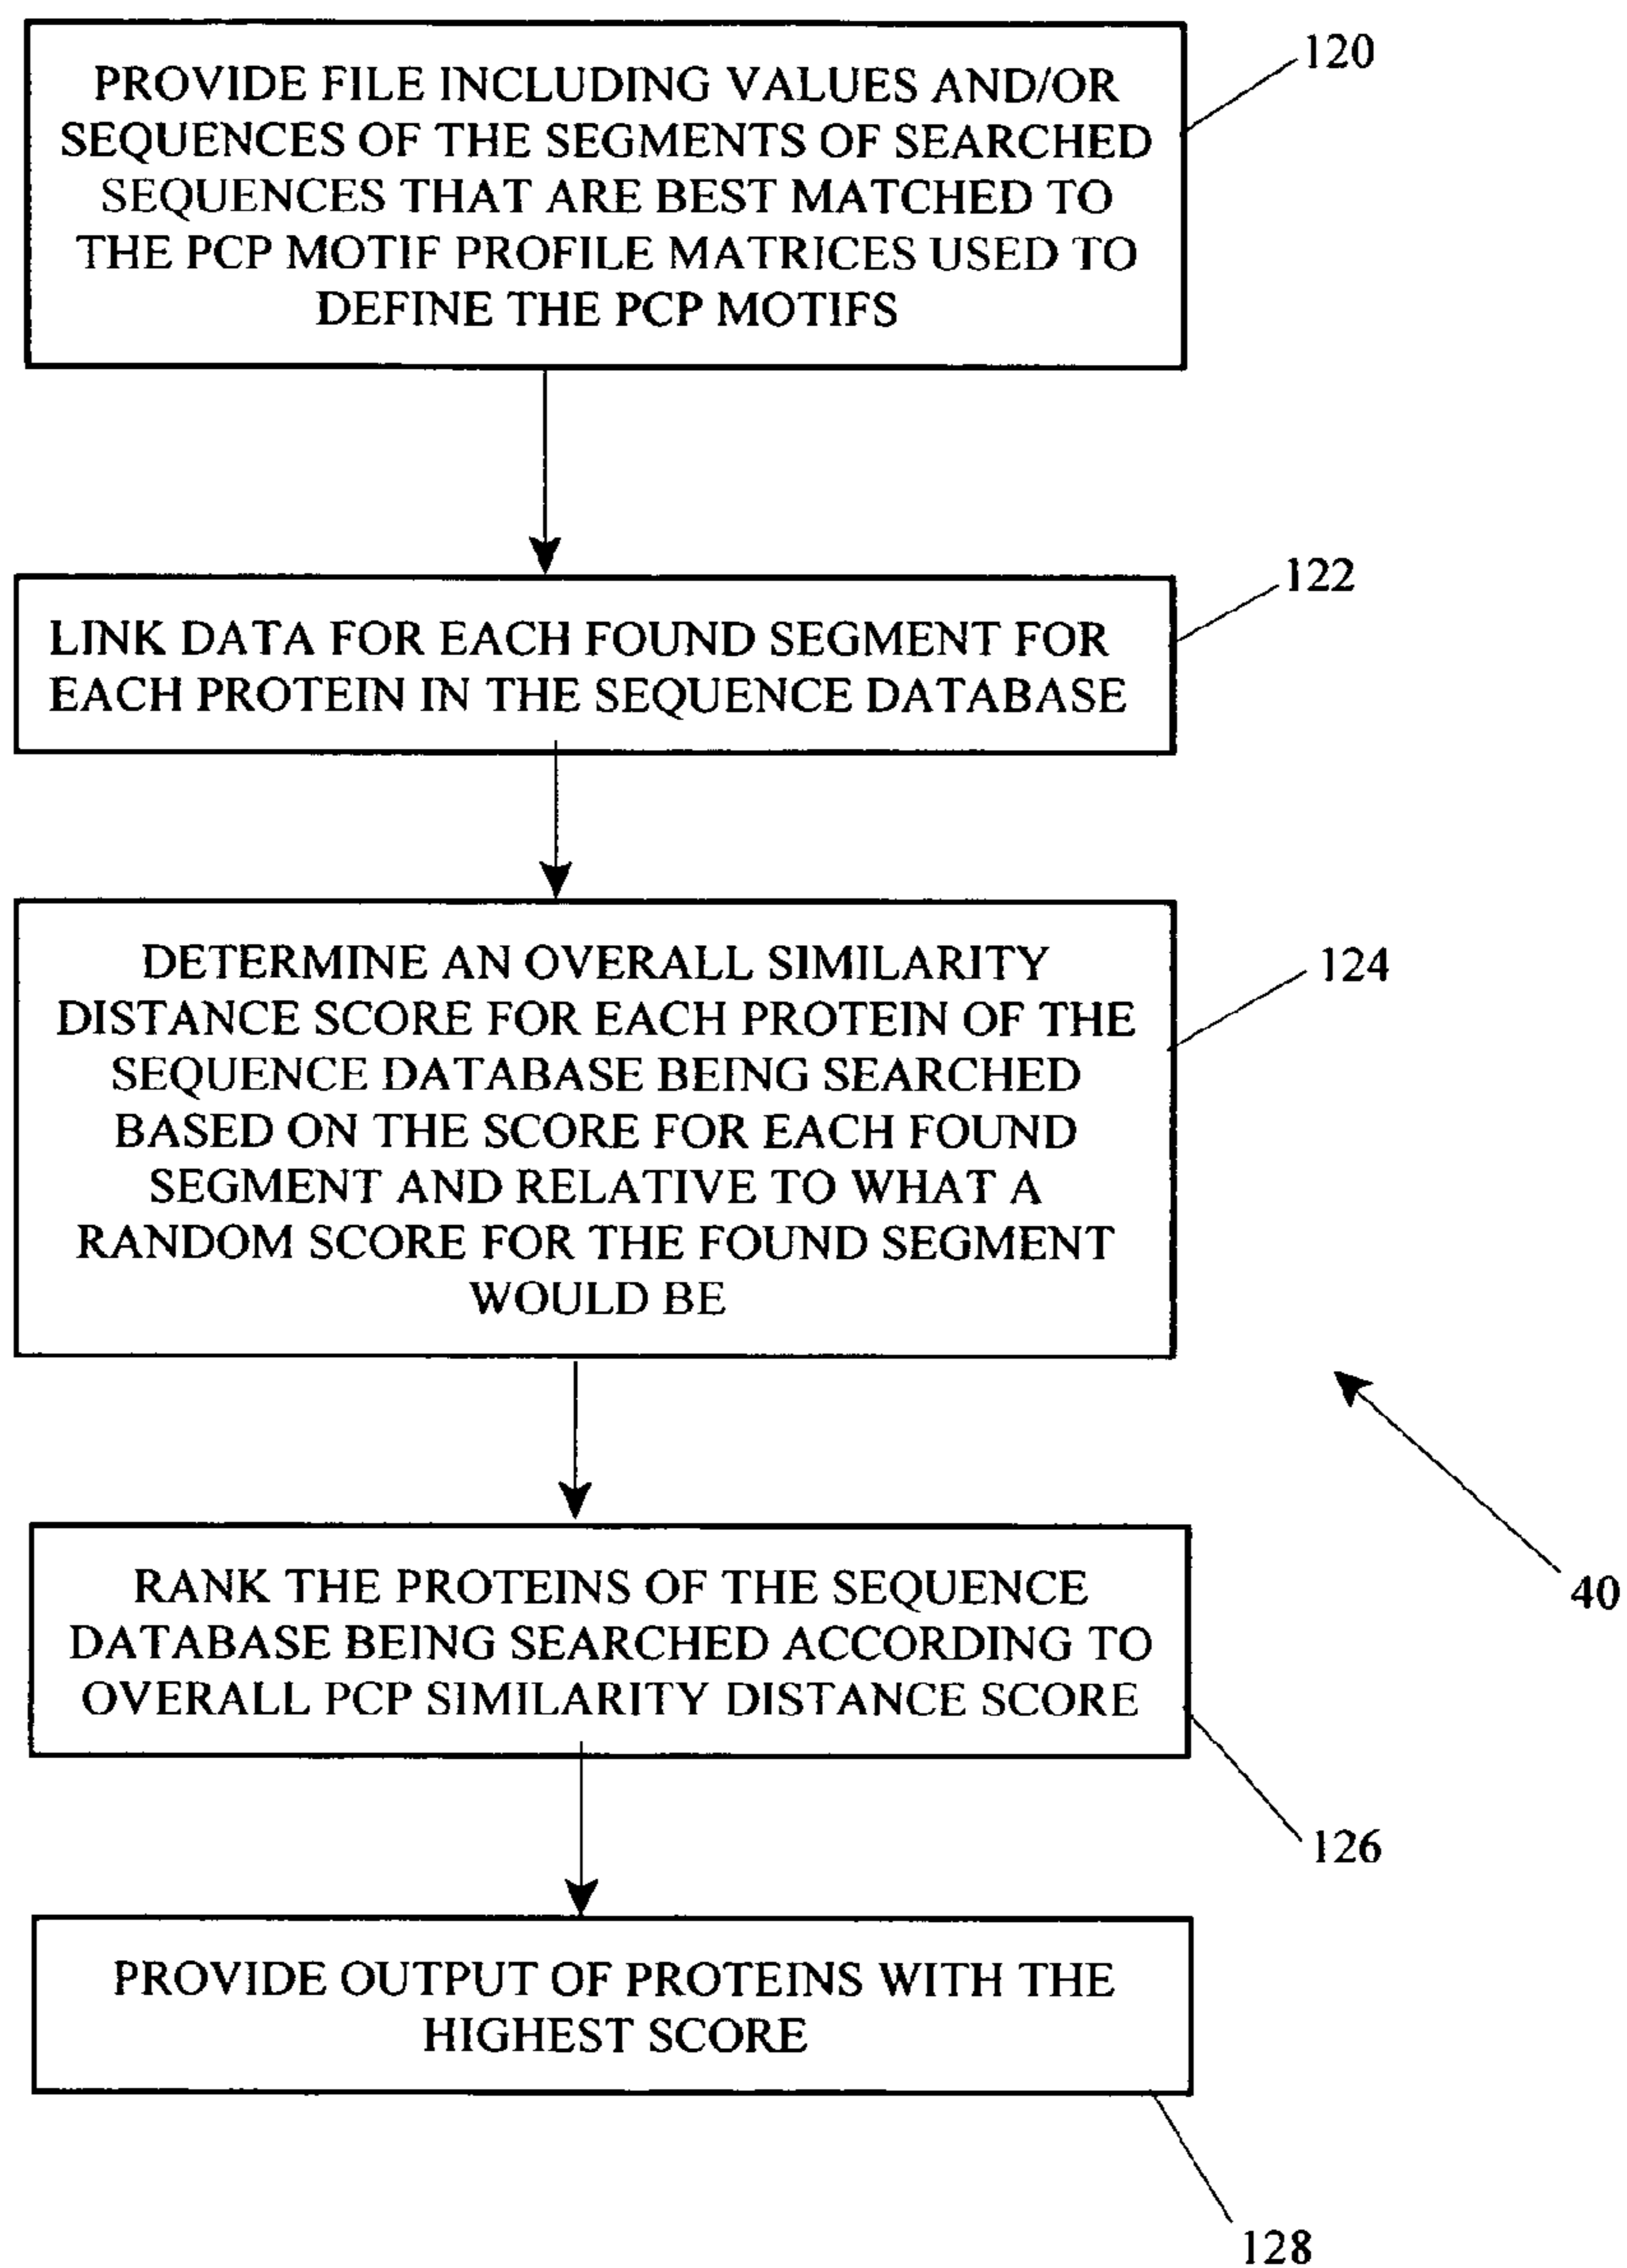 PROVIDE FILE INCLUDING VALUES AND/OR
SEQUENCES OF THE SEGMENTS OF SEARCHED
SEQUENCES THAT ARE BEST MATCHED TO
THE PCP MOTIF PROFILE MATRICES USED TO
DEFINE THE PCP MOTIFS
120
LINK DATA FOR EACH FOUND SEGMENT FOR
EACH PROTEIN IN THE SEQUENCE DATABASE
122
DETERMINE AN OVERALL SIMILARITY
DISTANCE SCORE FOR EACH PROTEIN OF THE
SEQUENCE DATABASE BEING SEARCHED
BASED ON THE SCORE FOR EACH FOUND
SEGMENT AND RELATIVE TO WHAT A
RANDOM SCORE FOR THE FOUND SEGMENT
WOULD BE
124
40
RANK THE PROTEINS OF THE SEQUENCE
DATABASE BEING SEARCHED ACCORDING TO
OVERALL PCP SIMILARITY DISTANCE SCORE
126
PROVIDE OUTPUT OF PROTEINS WITH THE
HIGHEST SCORE
128